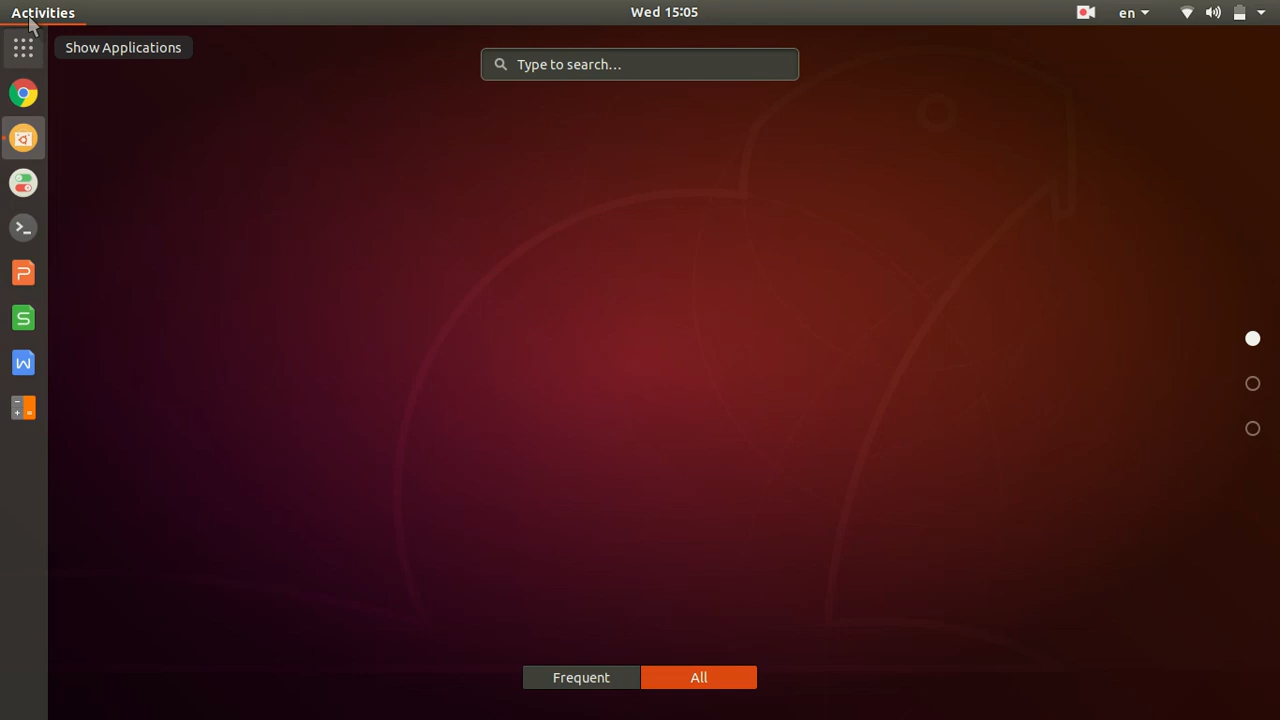 Activities
Wed 15:05
en
Show Applications
Type to search...
Frequent
All